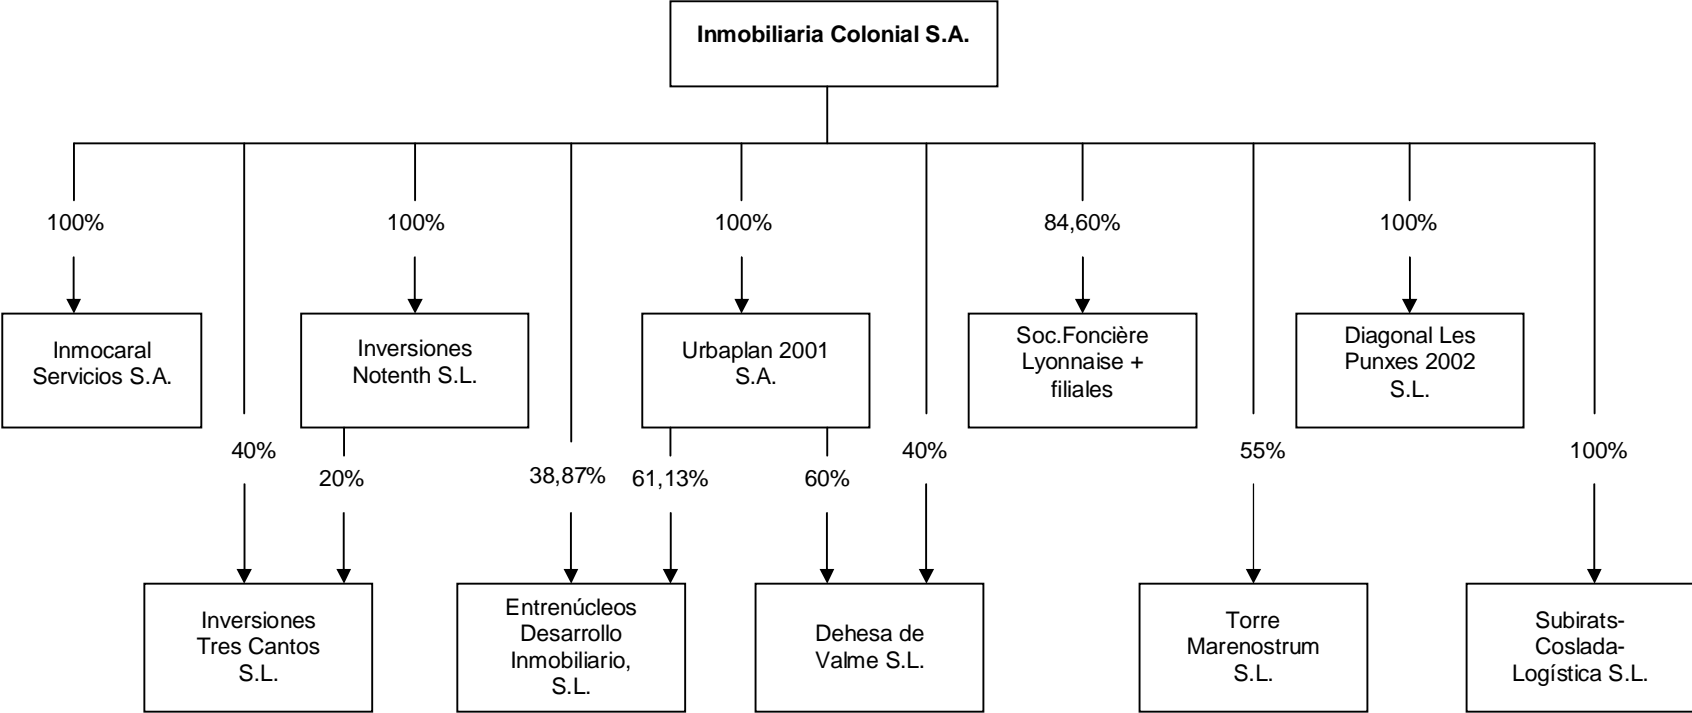 Inmobiliaria Colonial S.A.
100%
100%
100%
84,60%
100%
Inmocaral
Servicios S.A.
Inversiones
Notenth S.L.
Urbaplan 2001
S.A.
Soc.Foncière
Lyonnaise +
filiales
Diagonal Les
Punxes 2002
S.L.
40%
20%
38,87%
61,13%
60%
40%
55%
100%
Inversiones
Tres Cantos
S.L.
Entrenúcleos
Desarrollo
Inmobiliario,
S.L.
Dehesa de
Valme S.L.
Torre
Marenostrum
S.L.
Subirats-
Coslada-
Logística S.L.